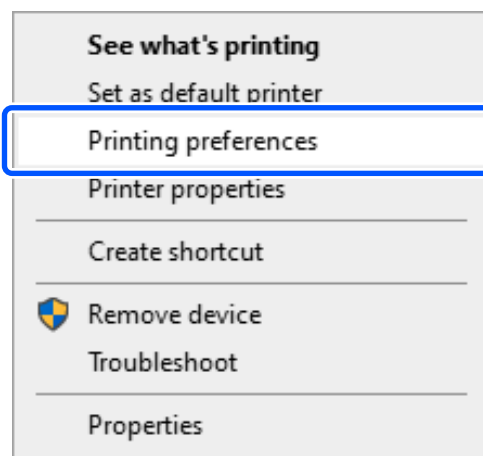 See what's printing
Set as default printer
Printing preferences
Printer properties
Create shortcut
Remove device
Troubleshoot
Properties